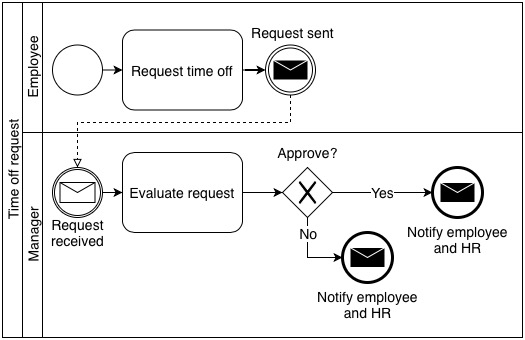 Time off request
Employee
Request time off
Request sent
Manager
Request
received
Evaluate request
Approve?
Yes
Notify employee
and HR
No
Notify employee
and HR